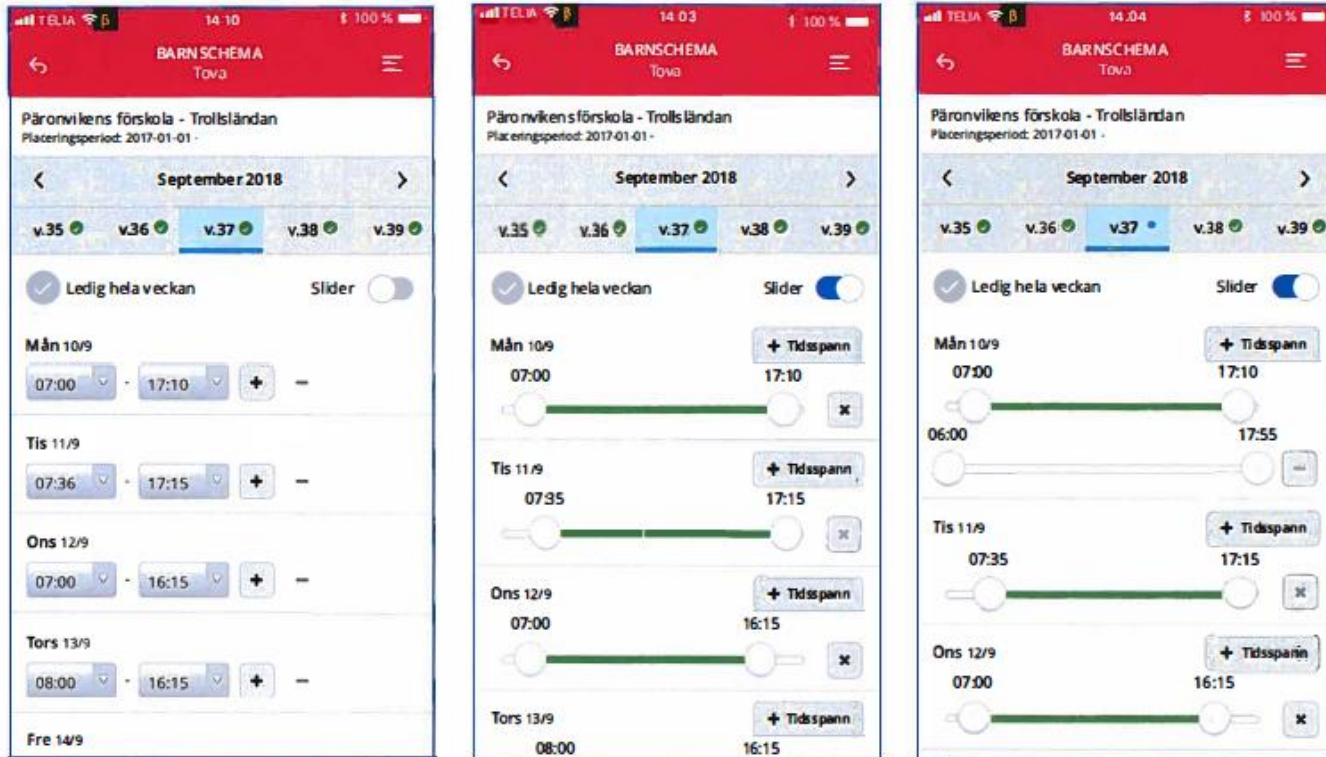 TELIA β 14 10 100 %
BARNSCHEMA
Tova
Päronvikens förskola - Trollsländan
Placeringsperiod: 2017-01-01 -
September 2018
v.35 v.36 v.37 v.38 v.39
Ledig hela veckan Slider
Mån 10/9
07:00 - 17:10 + −
Tis 11/9
07:36 - 17:15 + −
Ons 12/9
07:00 - 16:15 + −
Tors 13/9
08:00 - 16:15 + −
Fre 14/9
TELIA β 14 03 100 %
BARNSCHEMA
Tova
Päronvikens förskola - Trollsländan
Placeringsperiod: 2017-01-01 -
September 2018
v.35 v.36 v.37 v.38 v.39
Ledig hela veckan Slider
Mån 10/9 + Tidsspann
07:00 17:10
Tis 11/9 + Tidsspann
07:35 17:15
Ons 12/9 + Tidsspann
07:00 16:15
Tors 13/9 + Tidsspann
08:00 16:15
TELIA β 14.04 100 %
BARNSCHEMA
Tova
Päronvikens förskola - Trollsländan
Placeringsperiod: 2017-01-01 -
September 2018
v.35 v.36 v.37 v.38 v.39
Ledig hela veckan Slider
Mån 10/9 + Tidsspann
07:00 17:10
06:00 17:55
Tis 11/9 + Tidsspann
07:35 17:15
Ons 12/9 + Tidsspann
07:00 16:15